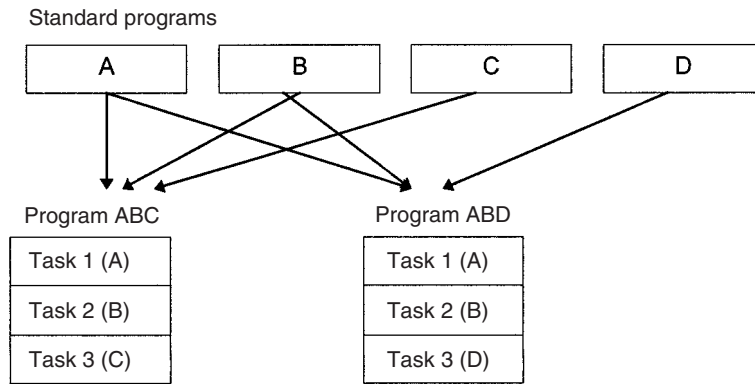 Standard programs
A B C D
Program ABC Program ABD
Task 1 (A) Task 1 (A)
Task 2 (B) Task 2 (B)
Task 3 (C) Task 3 (D)